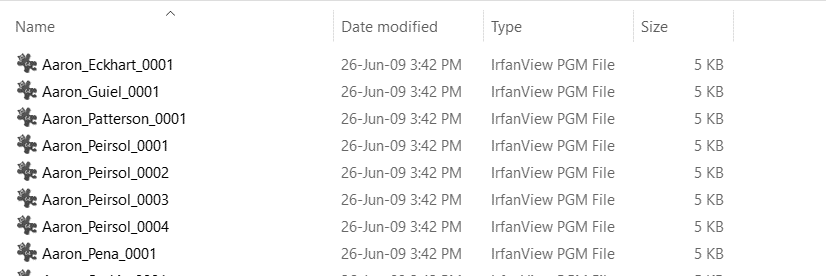 Name Date modified Type Size
Aaron_Eckhart_0001 26-Jun-09 3:42 PM IrfanView PGM File 5 KB
Aaron_Guiel_0001 26-Jun-09 3:42 PM IrfanView PGM File 5 KB
Aaron_Patterson_0001 26-Jun-09 3:42 PM IrfanView PGM File 5 KB
Aaron_Peirsol_0001 26-Jun-09 3:42 PM IrfanView PGM File 5 KB
Aaron_Peirsol_0002 26-Jun-09 3:42 PM IrfanView PGM File 5 KB
Aaron_Peirsol_0003 26-Jun-09 3:42 PM IrfanView PGM File 5 KB
Aaron_Peirsol_0004 26-Jun-09 3:42 PM IrfanView PGM File 5 KB
Aaron_Pena_0001 26-Jun-09 3:42 PM IrfanView PGM File 5 KB